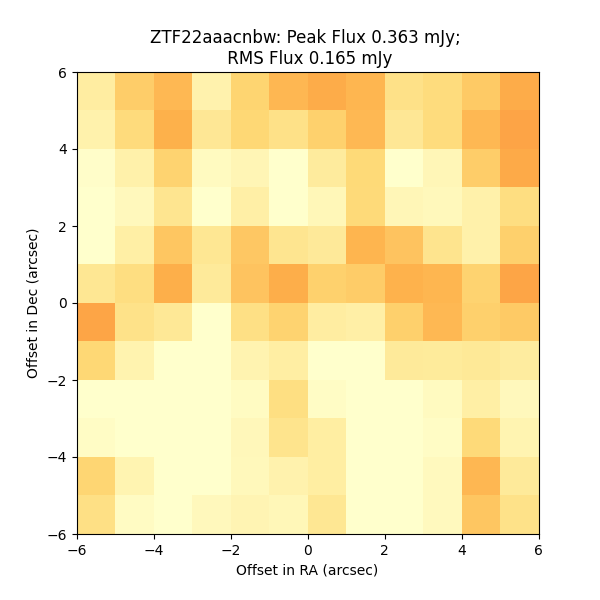 ZTF22aaacnbw: Peak Flux 0.363 mJy;
RMS Flux 0.165 mJy
6
4
2
0
−2
−4
−6
Offset in Dec (arcsec)
−6 −4 −2 0 2 4 6
Offset in RA (arcsec)